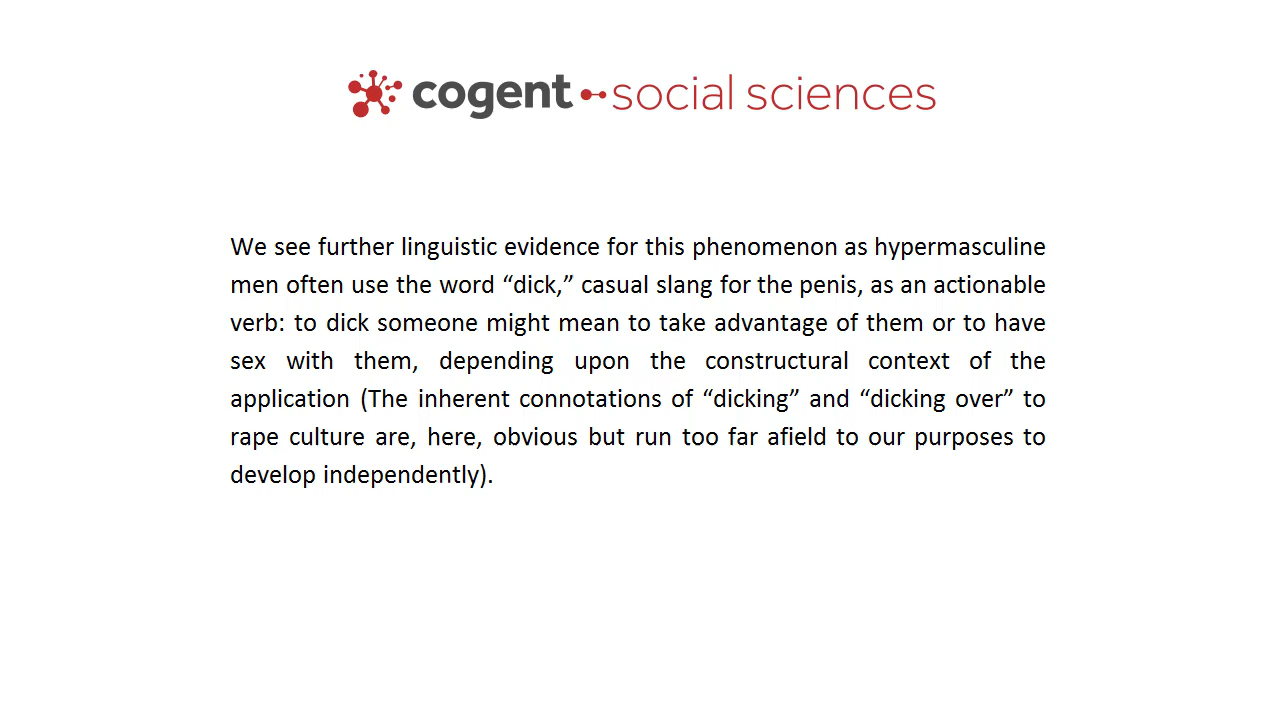 cogent social sciences
We see further linguistic evidence for this phenomenon as hypermasculine
men often use the word “dick,” casual slang for the penis, as an actionable
verb: to dick someone might mean to take advantage of them or to have
sex with them, depending upon the constructural context of the
application (The inherent connotations of “dicking” and “dicking over” to
rape culture are, here, obvious but run too far afield to our purposes to
develop independently).